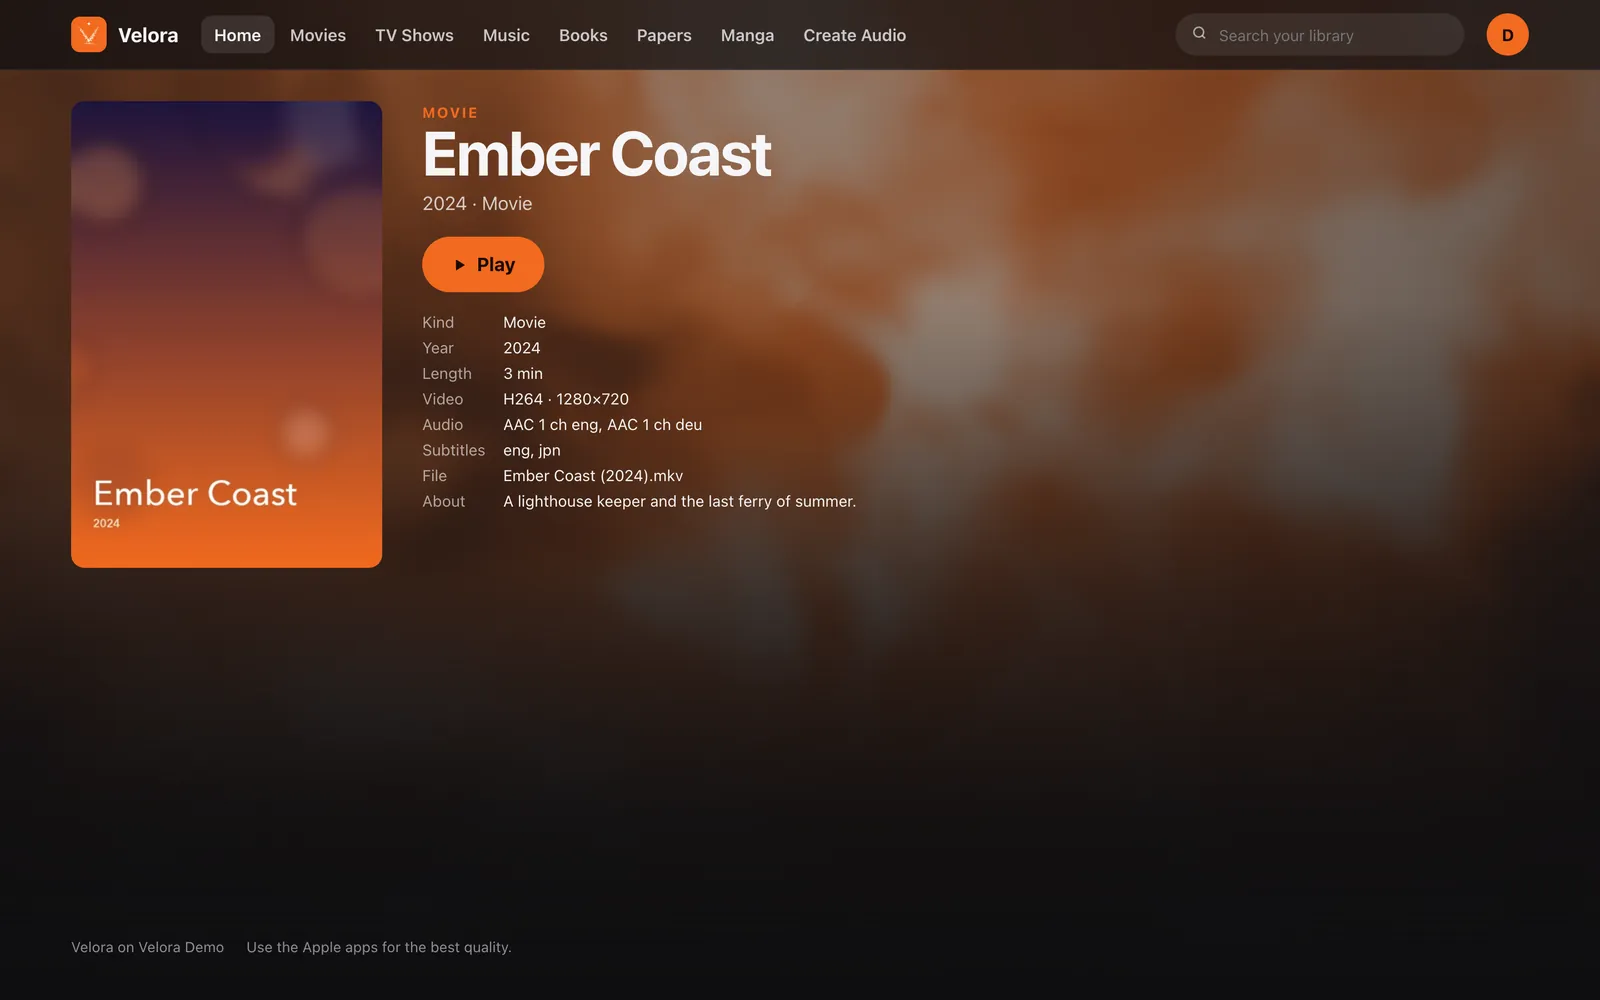 Velora
Home
Movies
TV Shows
Music
Books
Papers
Manga
Create Audio
Search your library
D
Ember Coast
2024
MOVIE
Ember Coast
2024 · Movie
Play
Kind Movie
Year 2024
Length 3 min
Video H264 · 1280×720
Audio AAC 1 ch eng, AAC 1 ch deu
Subtitles eng, jpn
File Ember Coast (2024).mkv
About A lighthouse keeper and the last ferry of summer.
Velora on Velora Demo
Use the Apple apps for the best quality.